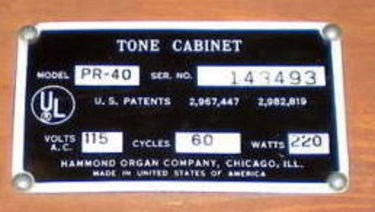 TONE CABINET
MODEL PR-40 SER. NO. 143493
UL
U.S. PATENTS 2,967,447 2,982,819
VOLTS A.C. 115 CYCLES 60 WATTS 220
HAMMOND ORGAN COMPANY, CHICAGO, ILL.
MADE IN UNITED STATES OF AMERICA